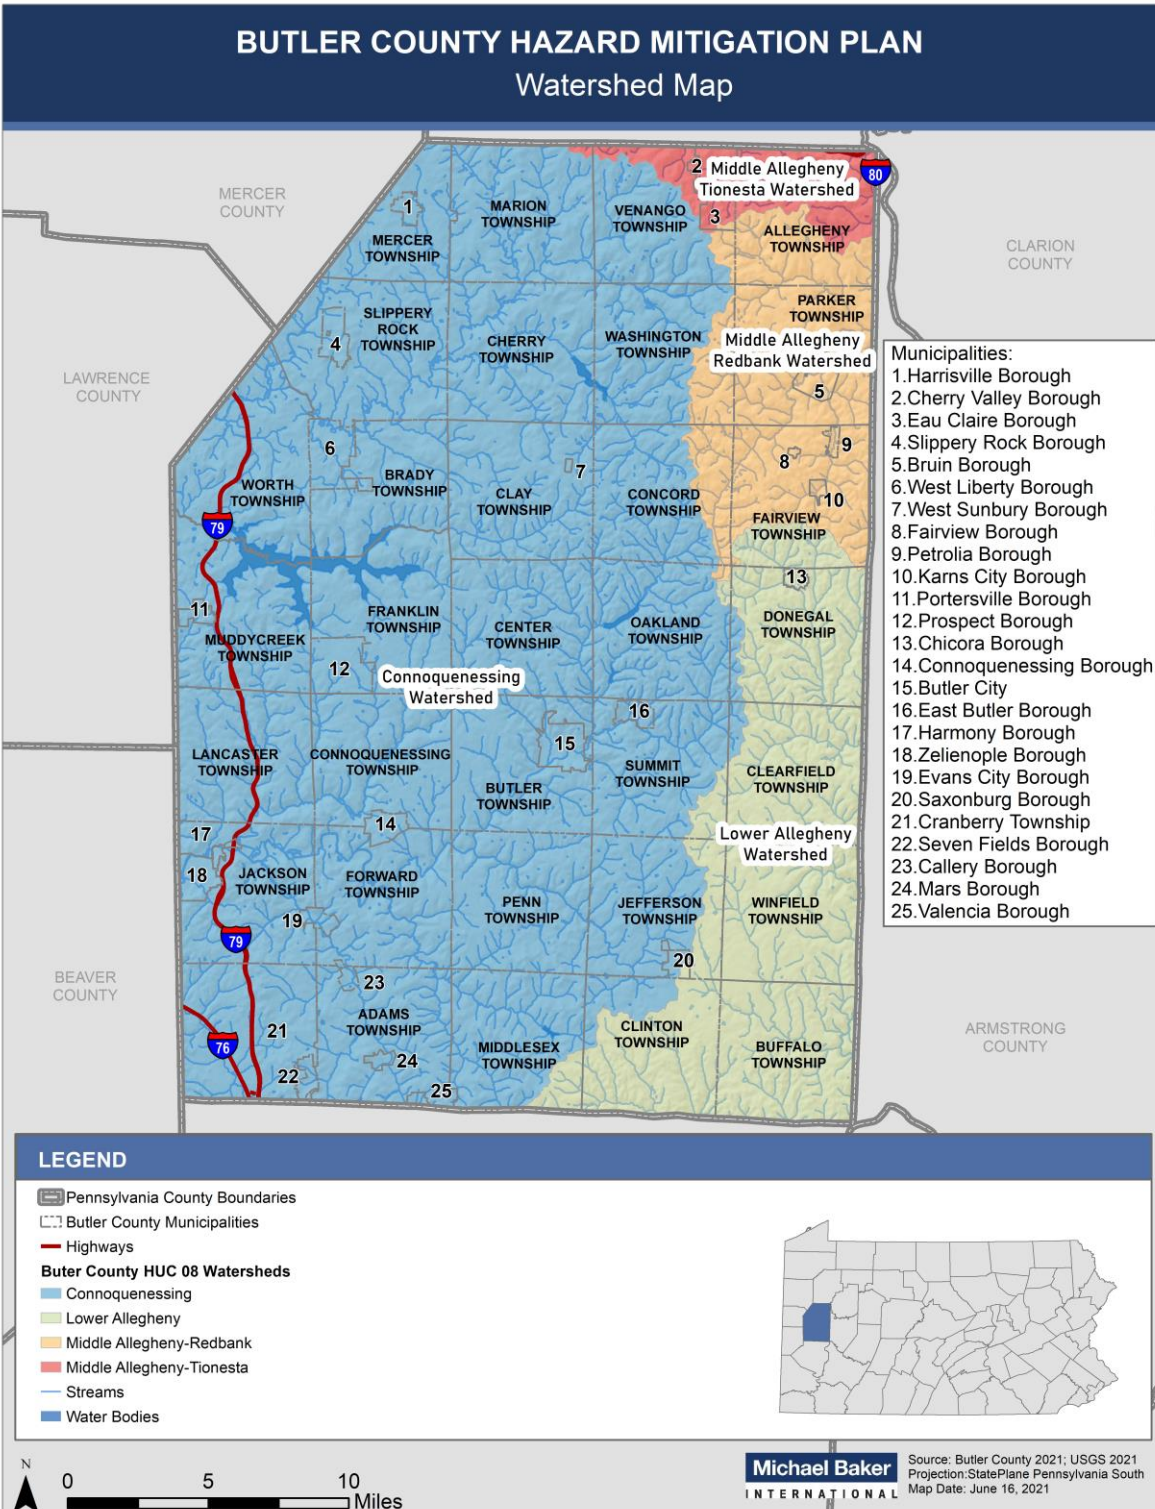 BUTLER COUNTY HAZARD MITIGATION PLAN
Watershed Map
80
2
Middle Allegheny
Tionesta Watershed
MERCER
COUNTY
1
MARION
TOWNSHIP
VENANGO
TOWNSHIP
3
ALLEGHENY
TOWNSHIP
MERCER
TOWNSHIP
CLARION
COUNTY
PARKER
TOWNSHIP
SLIPPERY
ROCK
TOWNSHIP
4
CHERRY
TOWNSHIP
WASHINGTON
TOWNSHIP
Middle Allegheny
Redbank Watershed
LAWRENCE
COUNTY
5
6
BRADY
TOWNSHIP
7
8
9
WORTH
TOWNSHIP
CLAY
TOWNSHIP
CONCORD
TOWNSHIP
10
FAIRVIEW
TOWNSHIP
79
13
11
FRANKLIN
TOWNSHIP
CENTER
TOWNSHIP
OAKLAND
TOWNSHIP
DONEGAL
TOWNSHIP
MUDDYCREEK
TOWNSHIP
12
Connoquenessing
Watershed
16
15
LANCASTER
TOWNSHIP
CONNOQUENESSING
TOWNSHIP
BUTLER
TOWNSHIP
SUMMIT
TOWNSHIP
CLEARFIELD
TOWNSHIP
17
14
Lower Allegheny
Watershed
18
JACKSON
TOWNSHIP
FORWARD
TOWNSHIP
PENN
TOWNSHIP
JEFFERSON
TOWNSHIP
WINFIELD
TOWNSHIP
19
79
20
BEAVER
COUNTY
23
ADAMS
TOWNSHIP
21
76
CLINTON
TOWNSHIP
ARMSTRONG
COUNTY
MIDDLESEX
TOWNSHIP
BUFFALO
TOWNSHIP
24
22
25
Municipalities:
1.Harrisville Borough
2.Cherry Valley Borough
3.Eau Claire Borough
4.Slippery Rock Borough
5.Bruin Borough
6.West Liberty Borough
7.West Sunbury Borough
8.Fairview Borough
9.Petrolia Borough
10.Karns City Borough
11.Portersville Borough
12.Prospect Borough
13.Chicora Borough
14.Connoquenessing Borough
15.Butler City
16.East Butler Borough
17.Harmony Borough
18.Zelienople Borough
19.Evans City Borough
20.Saxonburg Borough
21.Cranberry Township
22.Seven Fields Borough
23.Callery Borough
24.Mars Borough
25.Valencia Borough
LEGEND
Pennsylvania County Boundaries
Butler County Municipalities
Highways
Buter County HUC 08 Watersheds
Connoquenessing
Lower Allegheny
Middle Allegheny-Redbank
Middle Allegheny-Tionesta
Streams
Water Bodies
N
0 5 10
Miles
Michael Baker
INTERNATIONAL
Source: Butler County 2021; USGS 2021
Projection:StatePlane Pennsylvania South
Map Date: June 16, 2021